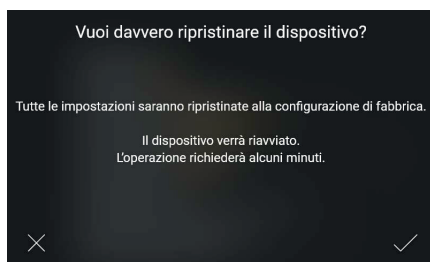 Vuoi davvero ripristinare il dispositivo?
Tutte le impostazioni saranno ripristinate alla configurazione di fabbrica.
Il dispositivo verrà riavviato.
L'operazione richiederà alcuni minuti.